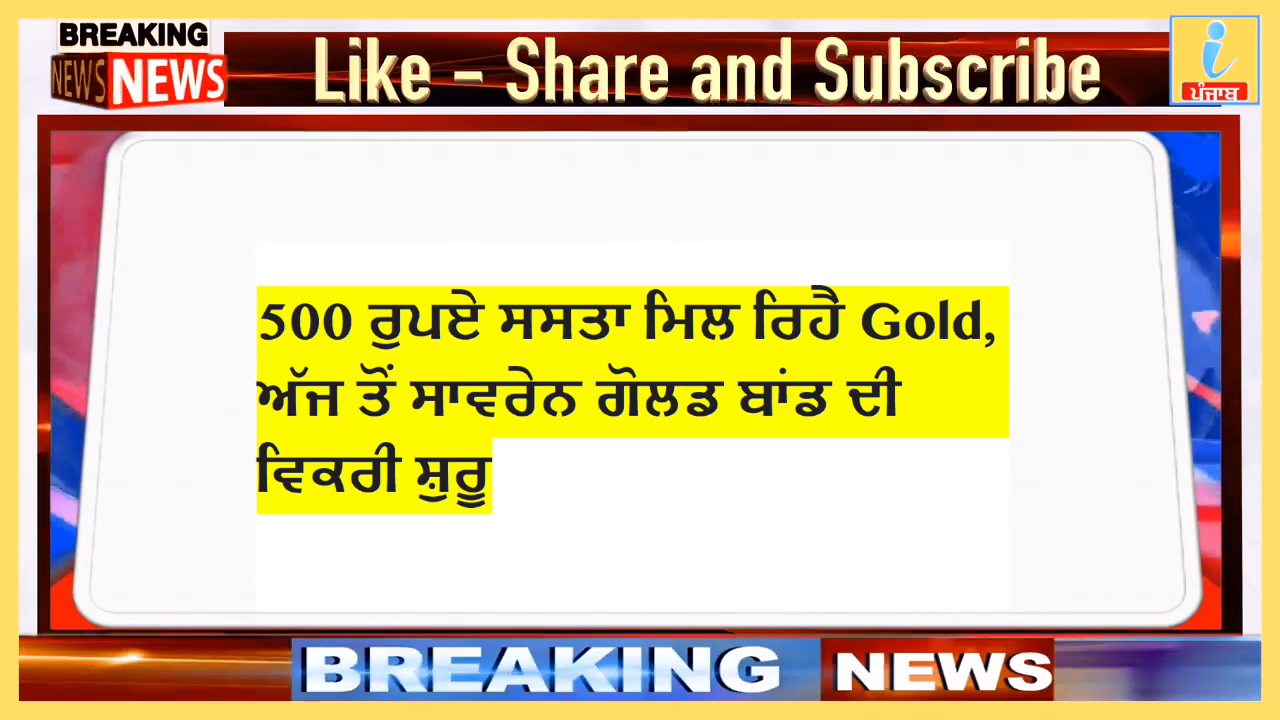 BREAKING
NEWS NEWS
Like – Share and Subscribe
i
ਪੰਜਾਬ
500 ਰੁਪਏ ਸਸਤਾ ਮਿਲ ਰਿਹੈ Gold,
ਅੱਜ ਤੋਂ ਸਾਵਰੇਨ ਗੋਲਡ ਬਾਂਡ ਦੀ
ਵਿਕਰੀ ਸ਼ੁਰੂ
BREAKING NEWS